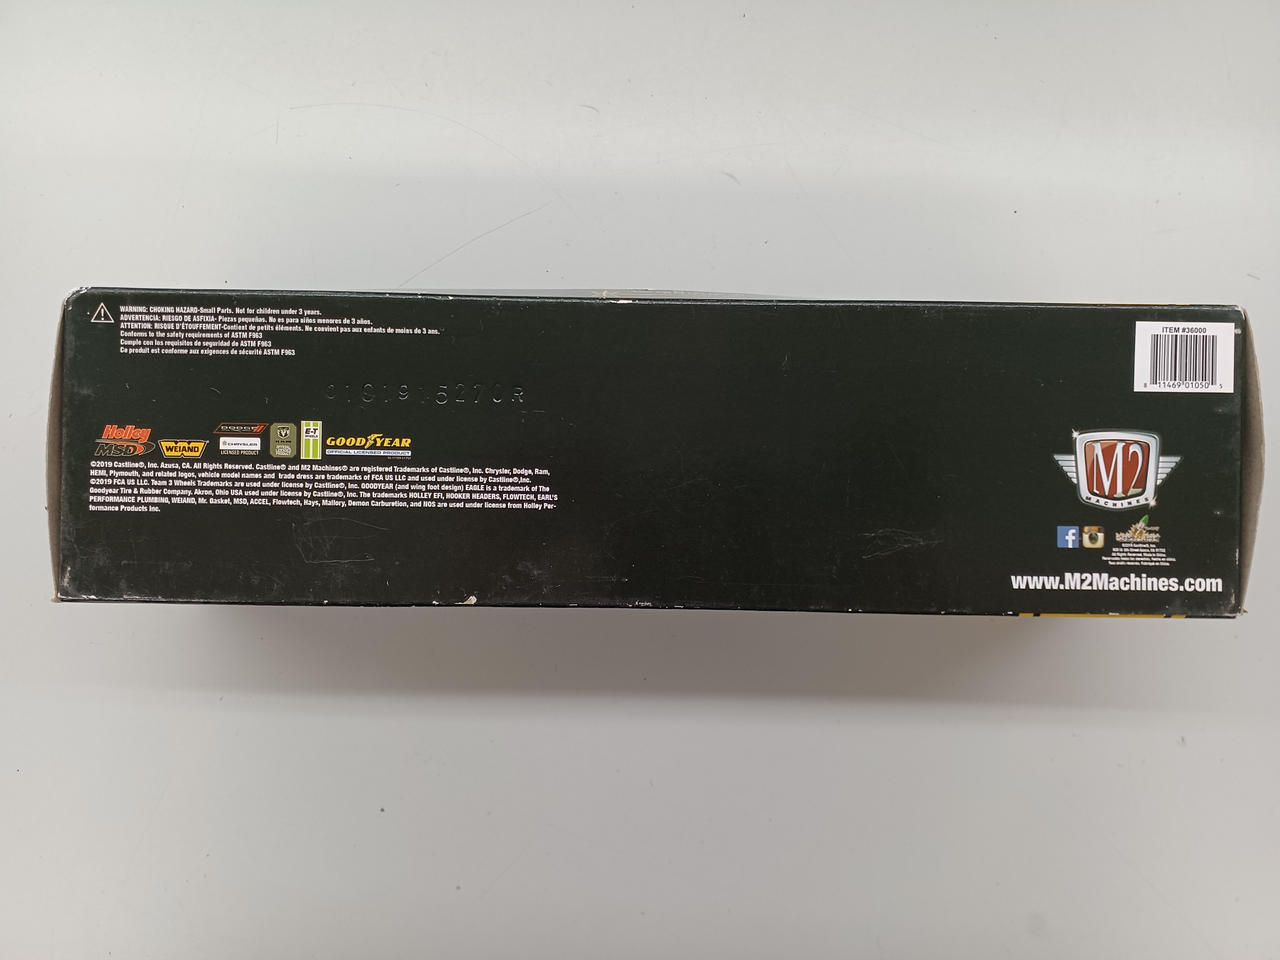 WARNING: CHOKING HAZARD-Small Parts. Not for children under 3 years.
ADVERTENCIA: RIESGO DE ASFIXIA- Piezas pequeñas. No es para niños menores de 3 años.
ATTENTION: RISQUE D'ÉTOUFFEMENT-Contient de petits éléments. Ne convient pas aux enfants de moins de 3 ans.
Conforms to the safety requirements of ASTM F963
Cumple con los requisitos de seguridad de ASTM F963
Ce produit est conforme aux exigences de sécurité ASTM F963
ITEM #36000
8 11469 01050 5
Holley
MSD
WEIAND
DODGE
CHRYSLER
LICENSED PRODUCT
E-T
WHEELS
GOODYEAR
OFFICIAL LICENSED PRODUCT
©2019 Castline®, Inc. Azusa, CA. All Rights Reserved. Castline® and M2 Machines® are registered Trademarks of Castline®, Inc. Chrysler, Dodge, Ram,
HEMI, Plymouth, and related logos, vehicle model names and trade dress are trademarks of FCA US LLC and used under license by Castline®,Inc.
©2019 FCA US LLC. Team 3 Wheels Trademarks are used under license by Castline®, Inc. GOODYEAR (and wing foot design) EAGLE is a trademark of The
Goodyear Tire & Rubber Company. Akron, Ohio USA used under license by Castline®, Inc. The trademarks HOLLEY EFI, HOOKER HEADERS, FLOWTECH, EARL'S
PERFORMANCE PLUMBING, WEIAND, Mr. Gasket, MSD, ACCEL, Flowtech, Hays, Mallory, Demon Carburetion, and NOS are used under license from Holley Per-
formance Products Inc.
M2
MACHINES
www.M2Machines.com